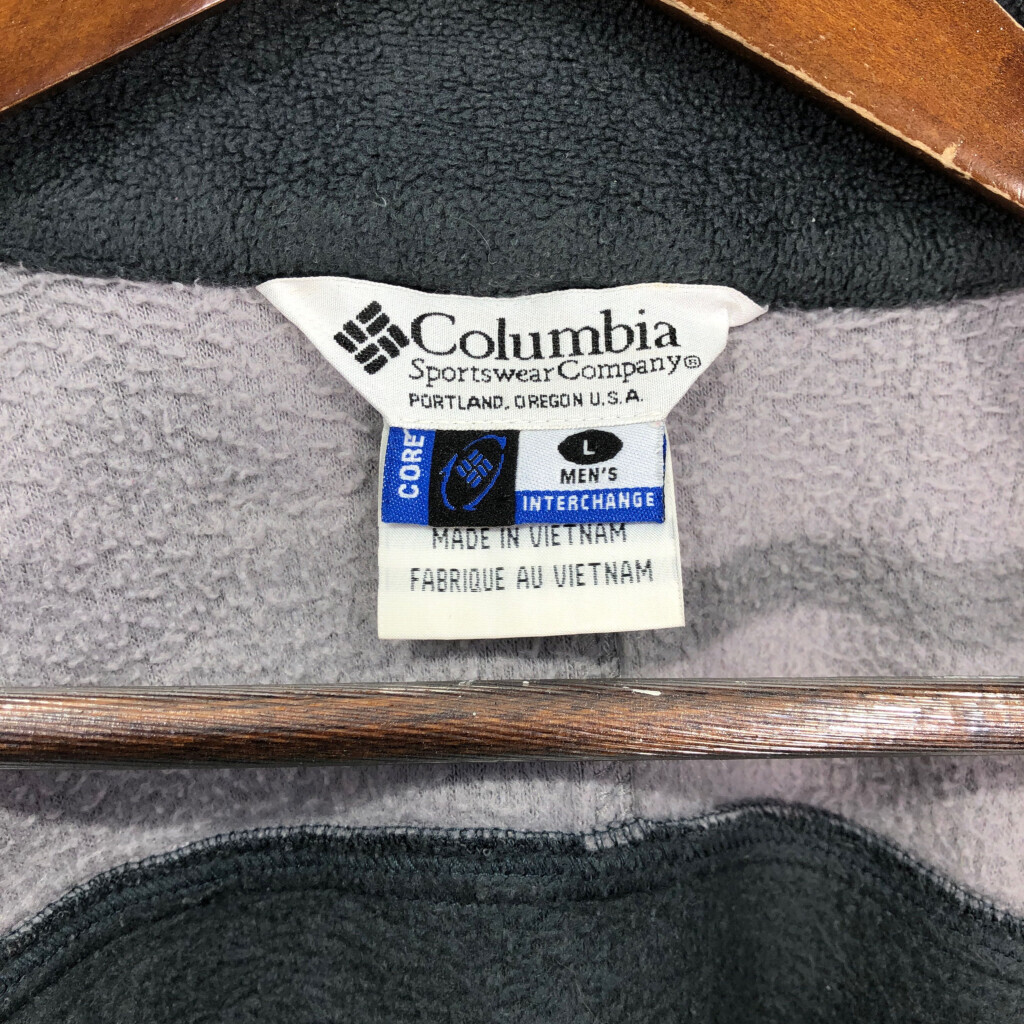 Columbia
Sportswear Company®
PORTLAND, OREGON U.S.A.
CORE
L
MEN'S
INTERCHANGE
MADE IN VIETNAM
FABRIQUE AU VIETNAM